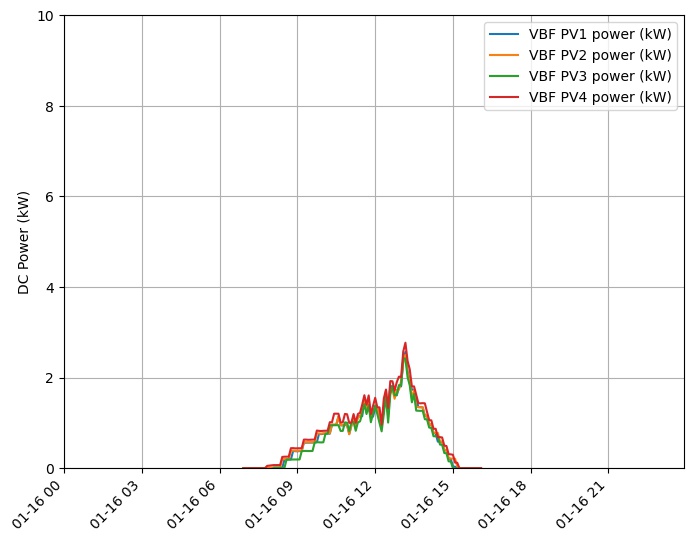 10
8
6
4
2
0
DC Power (kW)
VBF PV1 power (kW)
VBF PV2 power (kW)
VBF PV3 power (kW)
VBF PV4 power (kW)
01-16 00
01-16 03
01-16 06
01-16 09
01-16 12
01-16 15
01-16 18
01-16 21